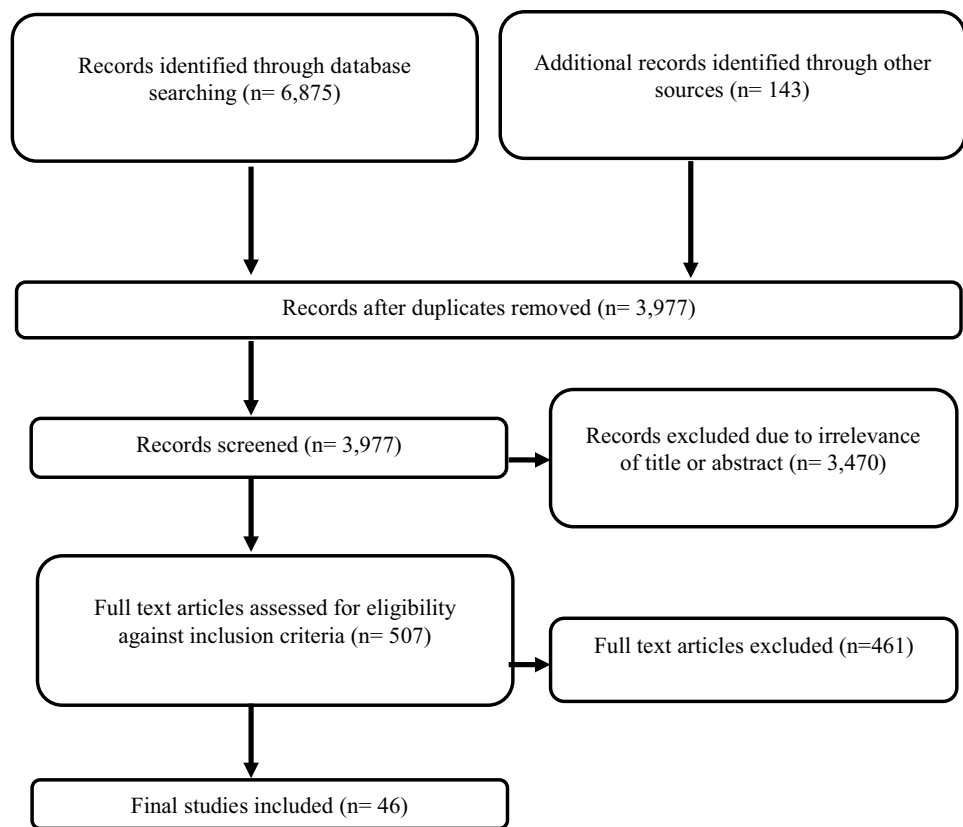 Records identified through database
searching (n= 6,875)
Additional records identified through other
sources (n= 143)
Records after duplicates removed (n= 3,977)
Records screened (n= 3,977)
Records excluded due to irrelevance
of title or abstract (n= 3,470)
Full text articles assessed for eligibility
against inclusion criteria (n= 507)
Full text articles excluded (n=461)
Final studies included (n= 46)